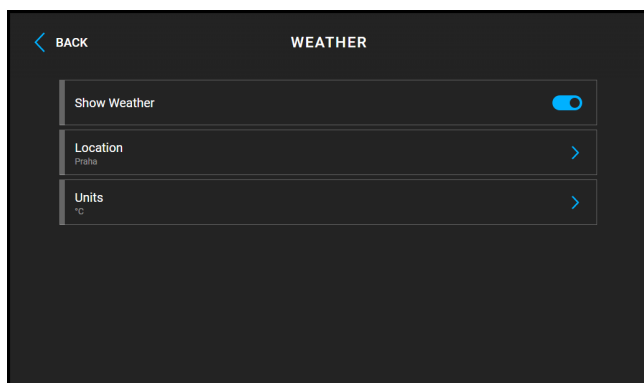 BACK
WEATHER
Show Weather
Location
Praha
Units
°C